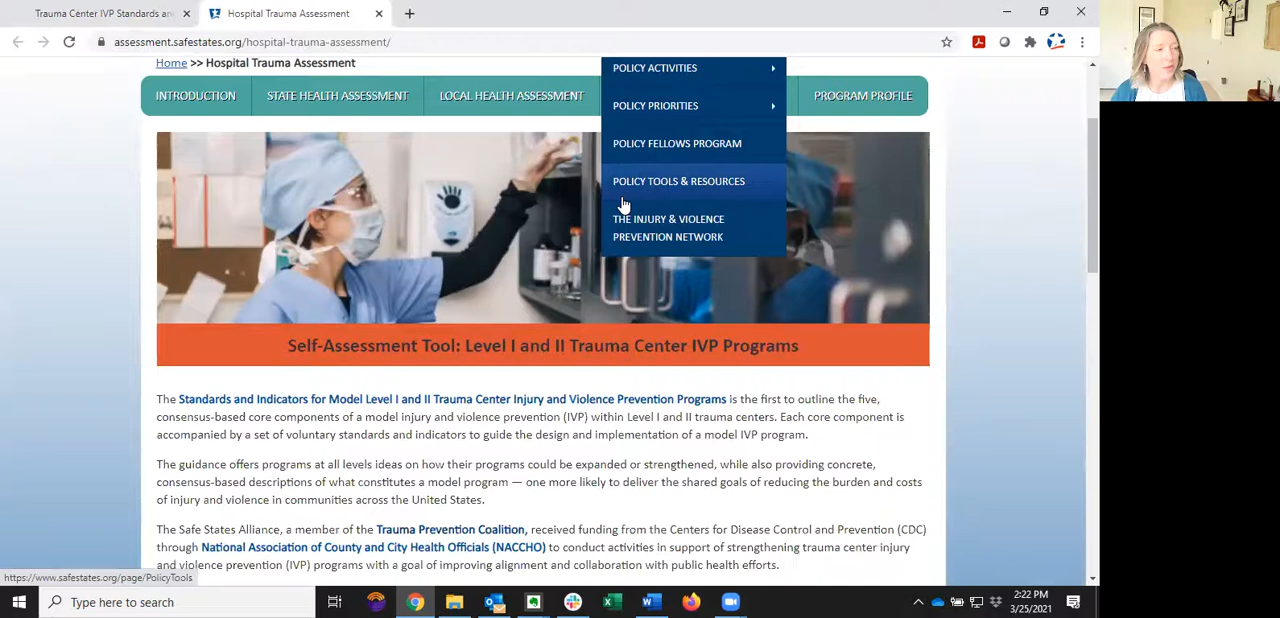 Trauma Center IVP Standards an
Hospital Trauma Assessment
assessment.safestates.org/hospital-trauma-assessment/
Home >> Hospital Trauma Assessment
INTRODUCTION
STATE HEALTH ASSESSMENT
LOCAL HEALTH ASSESSMENT
PROGRAM PROFILE
POLICY ACTIVITIES
POLICY PRIORITIES
POLICY FELLOWS PROGRAM
POLICY TOOLS & RESOURCES
THE INJURY & VIOLENCE
PREVENTION NETWORK
Self-Assessment Tool: Level I and II Trauma Center IVP Programs
The Standards and Indicators for Model Level I and II Trauma Center Injury and Violence Prevention Programs is the first to outline the five,
consensus-based core components of a model injury and violence prevention (IVP) within Level I and II trauma centers. Each core component is
accompanied by a set of voluntary standards and indicators to guide the design and implementation of a model IVP program.
The guidance offers programs at all levels ideas on how their programs could be expanded or strengthened, while also providing concrete,
consensus-based descriptions of what constitutes a model program — one more likely to deliver the shared goals of reducing the burden and costs
of injury and violence in communities across the United States.
The Safe States Alliance, a member of the Trauma Prevention Coalition, received funding from the Centers for Disease Control and Prevention (CDC)
through National Association of County and City Health Officials (NACCHO) to conduct activities in support of strengthening trauma center injury
and violence prevention (IVP) programs with a goal of improving alignment and collaboration with public health efforts.
https://www.safestates.org/page/PolicyTools
Type here to search
2:22 PM
3/25/2021